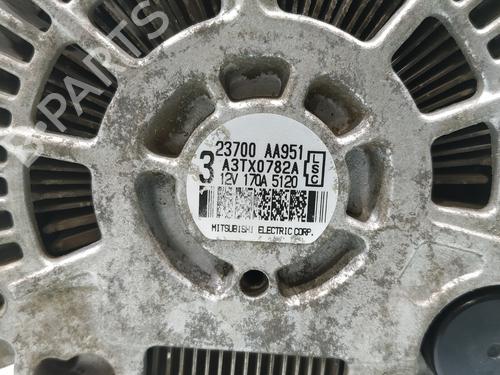 B-PARTS
23700 AA951
3 A3TX0782A
LSC
12V 170A 5120
MITSUBISHI ELECTRIC CORP.